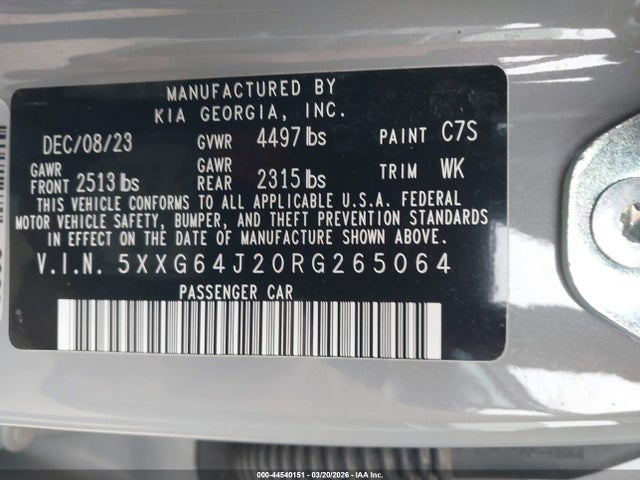 MANUFACTURED BY
KIA GEORGIA, INC.
DEC/08/23 GVWR 4497 lbs PAINT C7S
GAWR FRONT 2513 lbs GAWR REAR 2315 lbs TRIM WK
THIS VEHICLE CONFORMS TO ALL APPLICABLE U.S.A. FEDERAL
MOTOR VEHICLE SAFETY, BUMPER, AND THEFT PREVENTION STANDARDS
IN EFFECT ON THE DATE OF MANUFACTURE SHOWN ABOVE.
V.I.N. 5XXG64J20RG265064
PASSENGER CAR
000-44540151 | 03/20/2026 | IAA Inc.